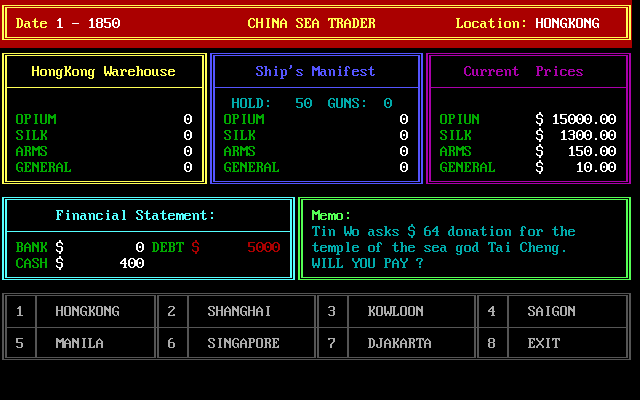 Date 1 - 1850 CHINA SEA TRADER Location: HONGKONG
HongKong Warehouse
OPIUM 0
SILK 0
ARMS 0
GENERAL 0
Ship's Manifest
HOLD: 50 GUNS: 0
OPIUM 0
SILK 0
ARMS 0
GENERAL 0
Current Prices
OPIUN $ 15000.00
SILK $ 1300.00
ARMS $ 150.00
GENERAL $ 10.00
Financial Statement:
BANK $ 0 DEBT $ 5000
CASH $ 400
Memo:
Tin Wo asks $ 64 donation for the
temple of the sea god Tai Cheng.
WILL YOU PAY ?
1 HONGKONG 2 SHANGHAI 3 KOWLOON 4 SAIGON
5 MANILA 6 SINGAPORE 7 DJAKARTA 8 EXIT